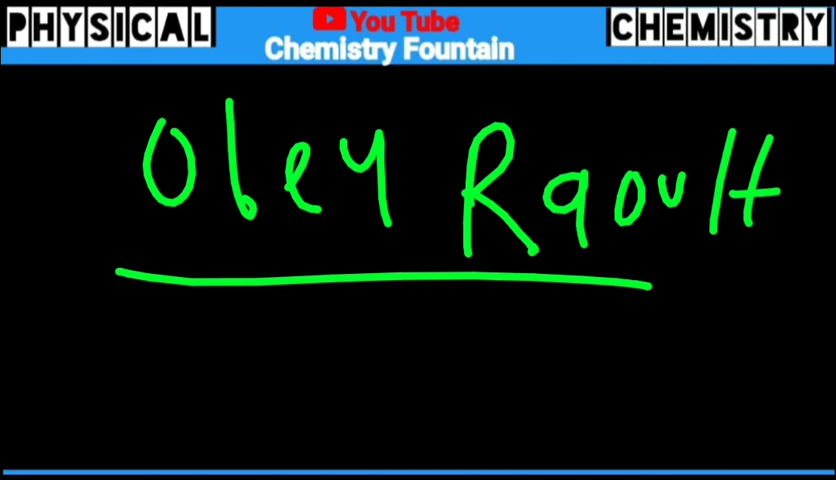 PHYSICAL
You Tube
Chemistry Fountain
CHEMISTRY
Obey Raoult